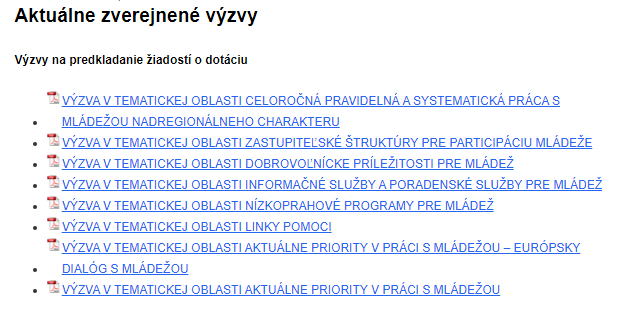 Aktuálne zverejnené výzvy
Výzvy na predkladanie žiadostí o dotáciu
VÝZVA V TEMATICKEJ OBLASTI CELOROČNÁ PRAVIDELNÁ A SYSTEMATICKÁ PRÁCA S
MLÁDEŽOU NADREGIONÁLNEHO CHARAKTERU
VÝZVA V TEMATICKEJ OBLASTI ZASTUPITEĽSKÉ ŠTRUKTÚRY PRE PARTICIPÁCIU MLÁDEŽE
VÝZVA V TEMATICKEJ OBLASTI DOBROVOĽNÍCKE PRÍLEŽITOSTI PRE MLÁDEŽ
VÝZVA V TEMATICKEJ OBLASTI INFORMAČNÉ SLUŽBY A PORADENSKÉ SLUŽBY PRE MLÁDEŽ
VÝZVA V TEMATICKEJ OBLASTI NÍZKOPRAHOVÉ PROGRAMY PRE MLÁDEŽ
VÝZVA V TEMATICKEJ OBLASTI LINKY POMOCI
VÝZVA V TEMATICKEJ OBLASTI AKTUÁLNE PRIORITY V PRÁCI S MLÁDEŽOU – EURÓPSKY
DIALÓG S MLÁDEŽOU
VÝZVA V TEMATICKEJ OBLASTI AKTUÁLNE PRIORITY V PRÁCI S MLÁDEŽOU